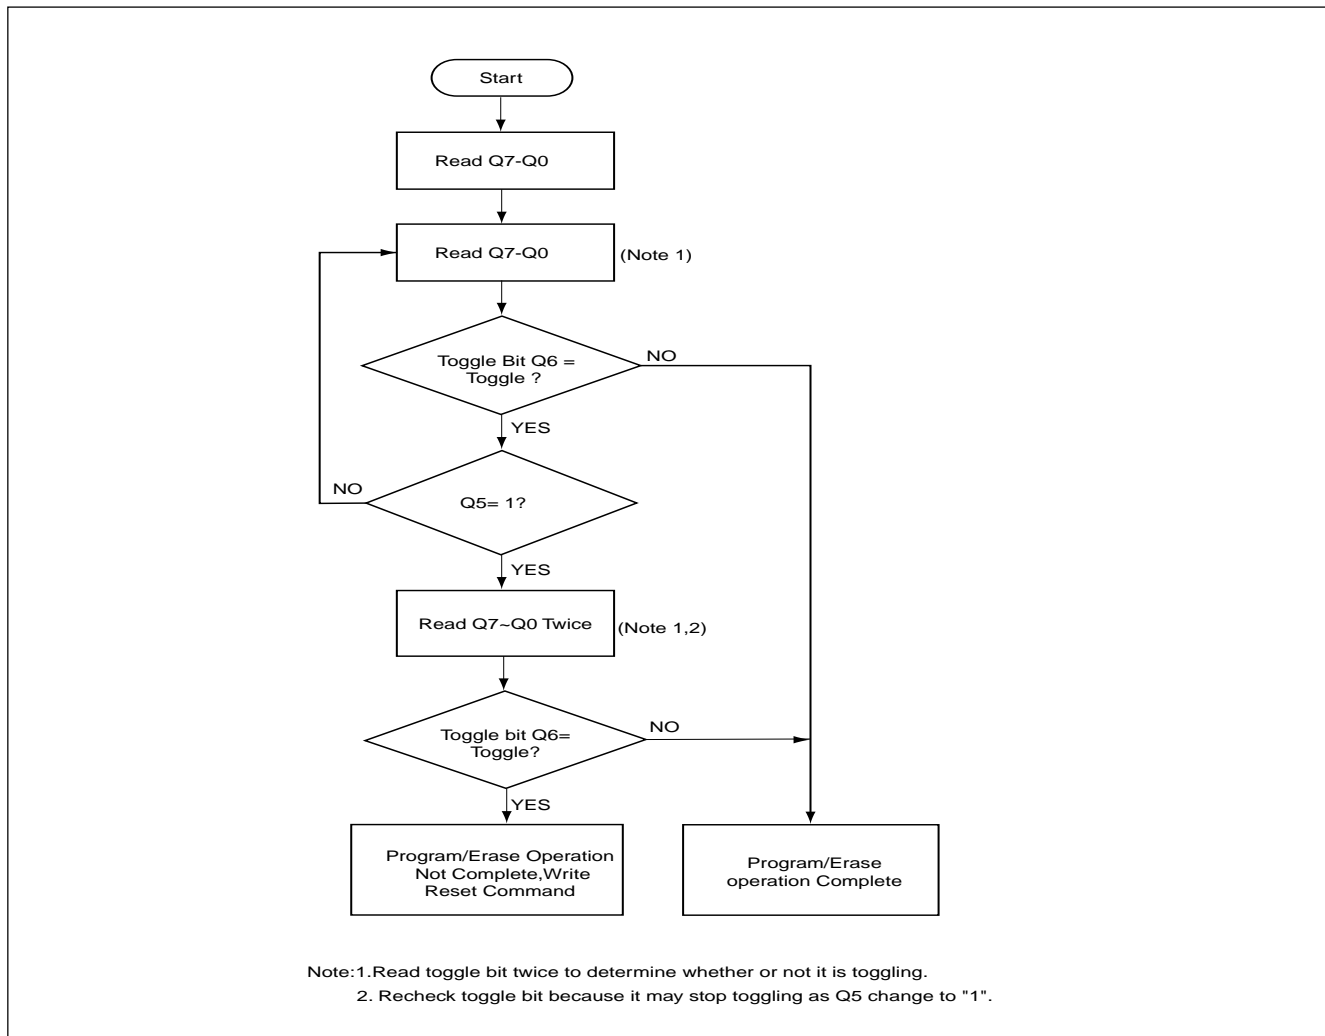 Start
Read Q7-Q0
Read Q7-Q0
(Note 1)
Toggle Bit Q6 =
Toggle ?
NO
YES
NO
Q5= 1?
YES
Read Q7~Q0 Twice
(Note 1,2)
Toggle bit Q6=
Toggle?
NO
YES
Program/Erase Operation
Not Complete,Write
Reset Command
Program/Erase
operation Complete
Note:1.Read toggle bit twice to determine whether or not it is toggling.
2. Recheck toggle bit because it may stop toggling as Q5 change to "1".